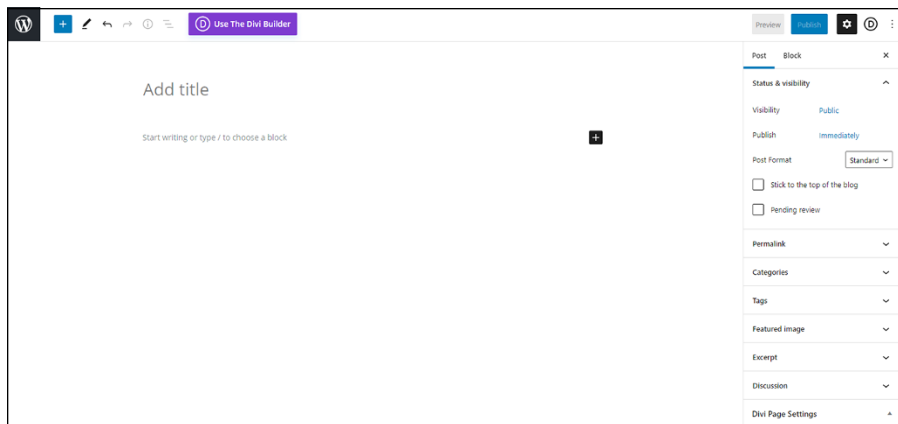 Use The Divi Builder
Preview
Publish
Post
Block
Add title
Start writing or type / to choose a block
Status & visibility
Visibility
Public
Publish
Immediately
Post Format
Standard
Stick to the top of the blog
Pending review
Permalink
Categories
Tags
Featured image
Excerpt
Discussion
Divi Page Settings